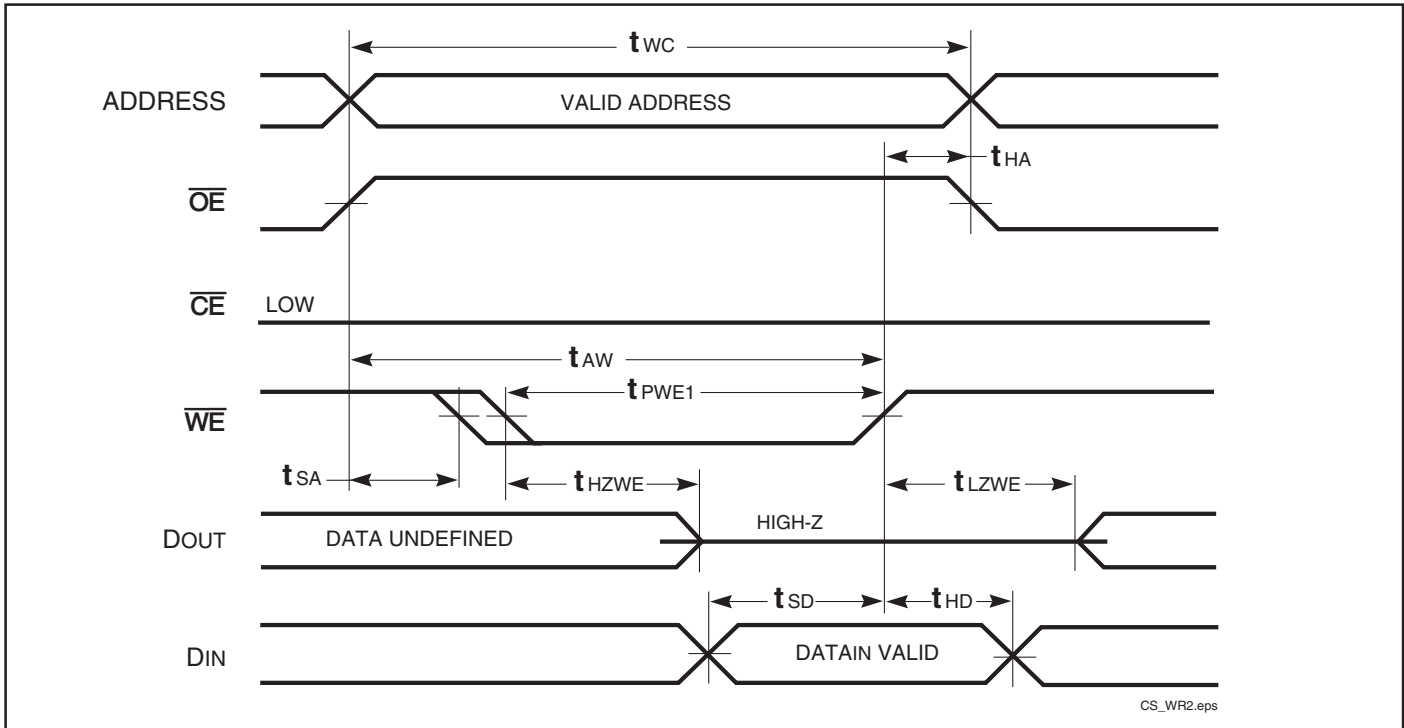 tWC
ADDRESS
VALID ADDRESS
tHA
OE
CE
LOW
tAW
tPWE1
WE
tSA
tHZWE
tLZWE
DOUT
DATA UNDEFINED
HIGH-Z
tSD
tHD
DIN
DATAIN VALID
CS_WR2.eps